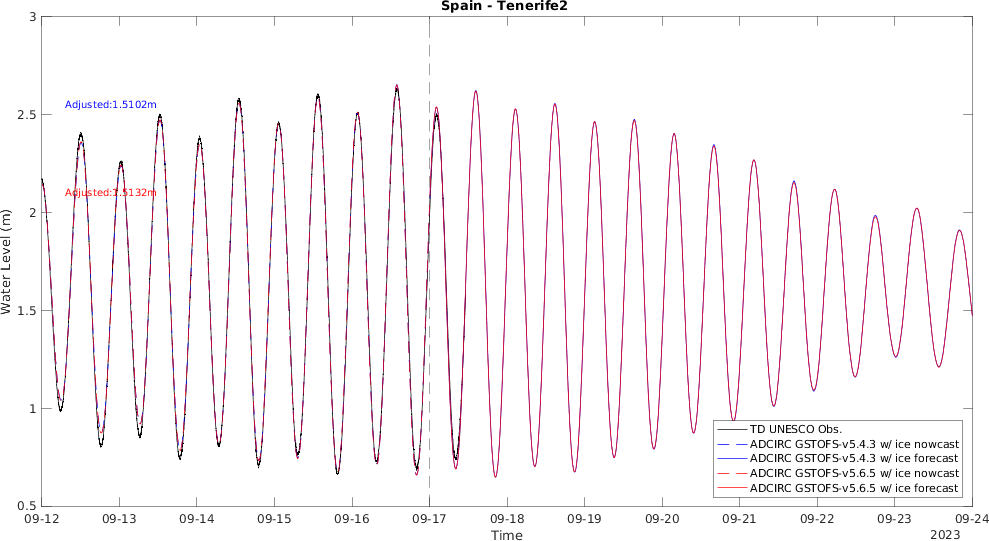 Spain - Tenerife2
3
2.5
2
1.5
1
0.5
Water Level (m)
Adjusted:1.5102m
Adjusted:1.5132m
TD UNESCO Obs.
ADCIRC GSTOFS-v5.4.3 w/ ice nowcast
ADCIRC GSTOFS-v5.4.3 w/ ice forecast
ADCIRC GSTOFS-v5.6.5 w/ ice nowcast
ADCIRC GSTOFS-v5.6.5 w/ ice forecast
09-12 09-13 09-14 09-15 09-16 09-17 09-18 09-19 09-20 09-21 09-22 09-23 09-24
Time
2023